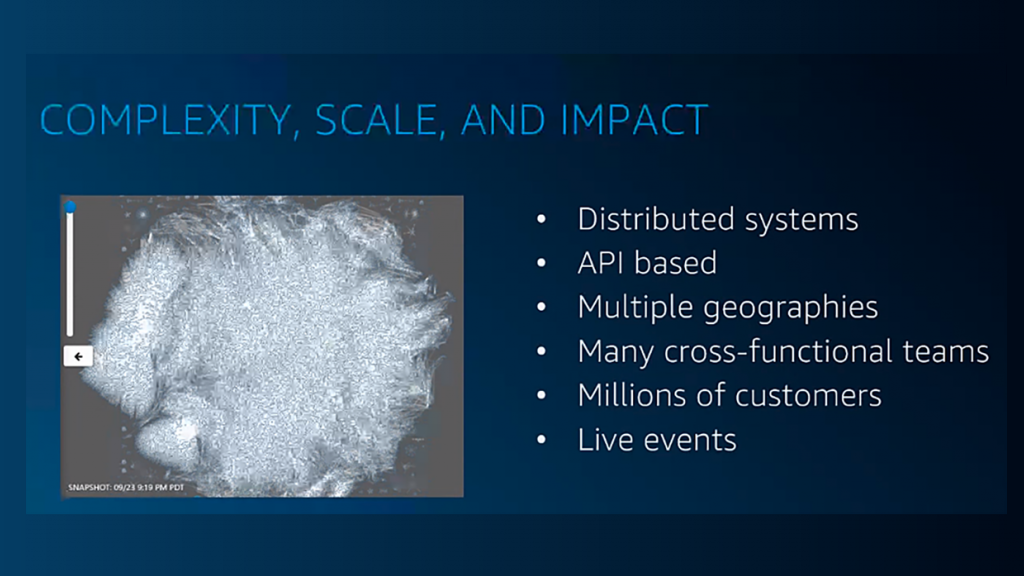 COMPLEXITY, SCALE, AND IMPACT
• Distributed systems
• API based
• Multiple geographies
• Many cross-functional teams
• Millions of customers
• Live events
SNAPSHOT: 09/23 9:19 PM PDT